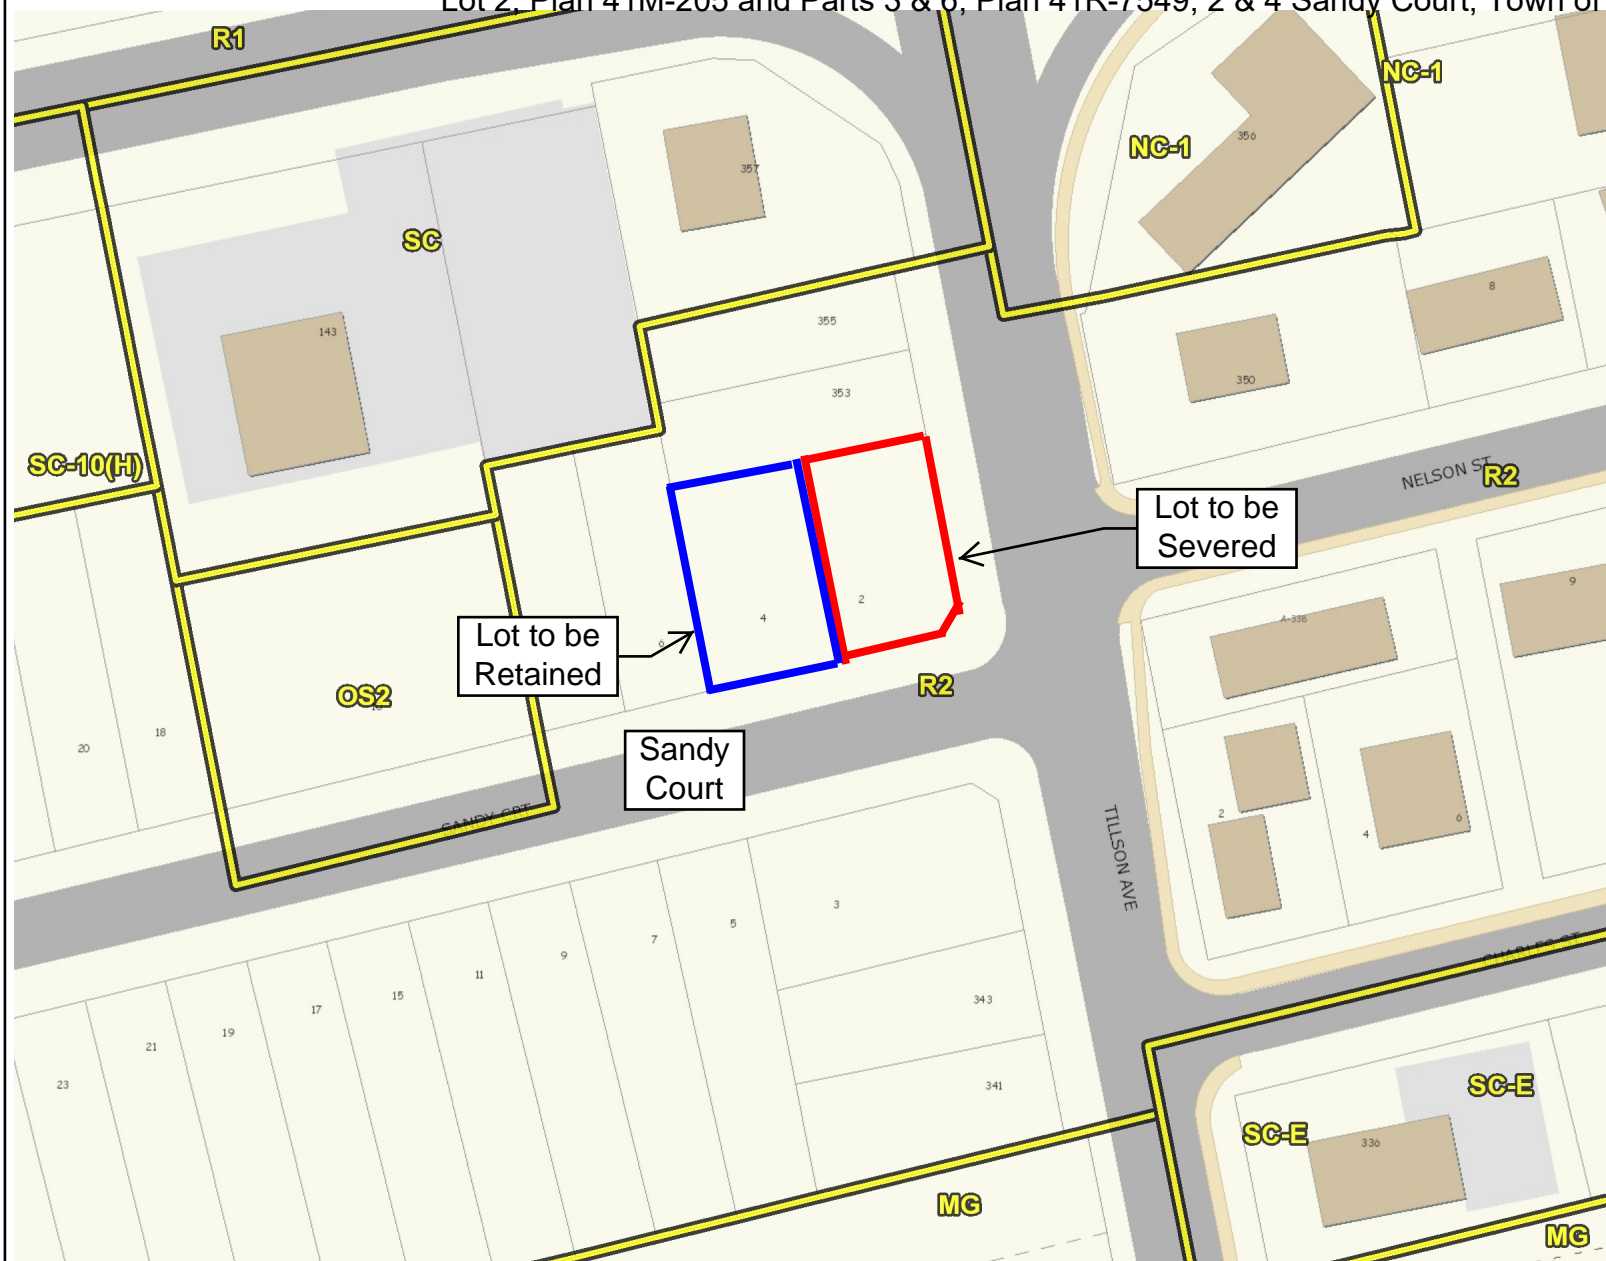 Lot 2, Plan 41M-205 and Parts 3 & 6, Plan 41R-7549, 2 & 4 Sandy Court, Town of
R1
NC-1
NC-1
356
357
SC
8
355
143
350
353
SC-10(H)
NELSON ST
R2
Lot to be
Severed
9
2
4
A-338
Lot to be
Retained
6
R2
OS2
18
20
Sandy
Court
SANDY CRT
TILLSON AVE
2
4
6
3
5
7
9
11
15
17
19
21
23
343
341
CHARLES ST
SC-E
SC-E
336
MG
MG